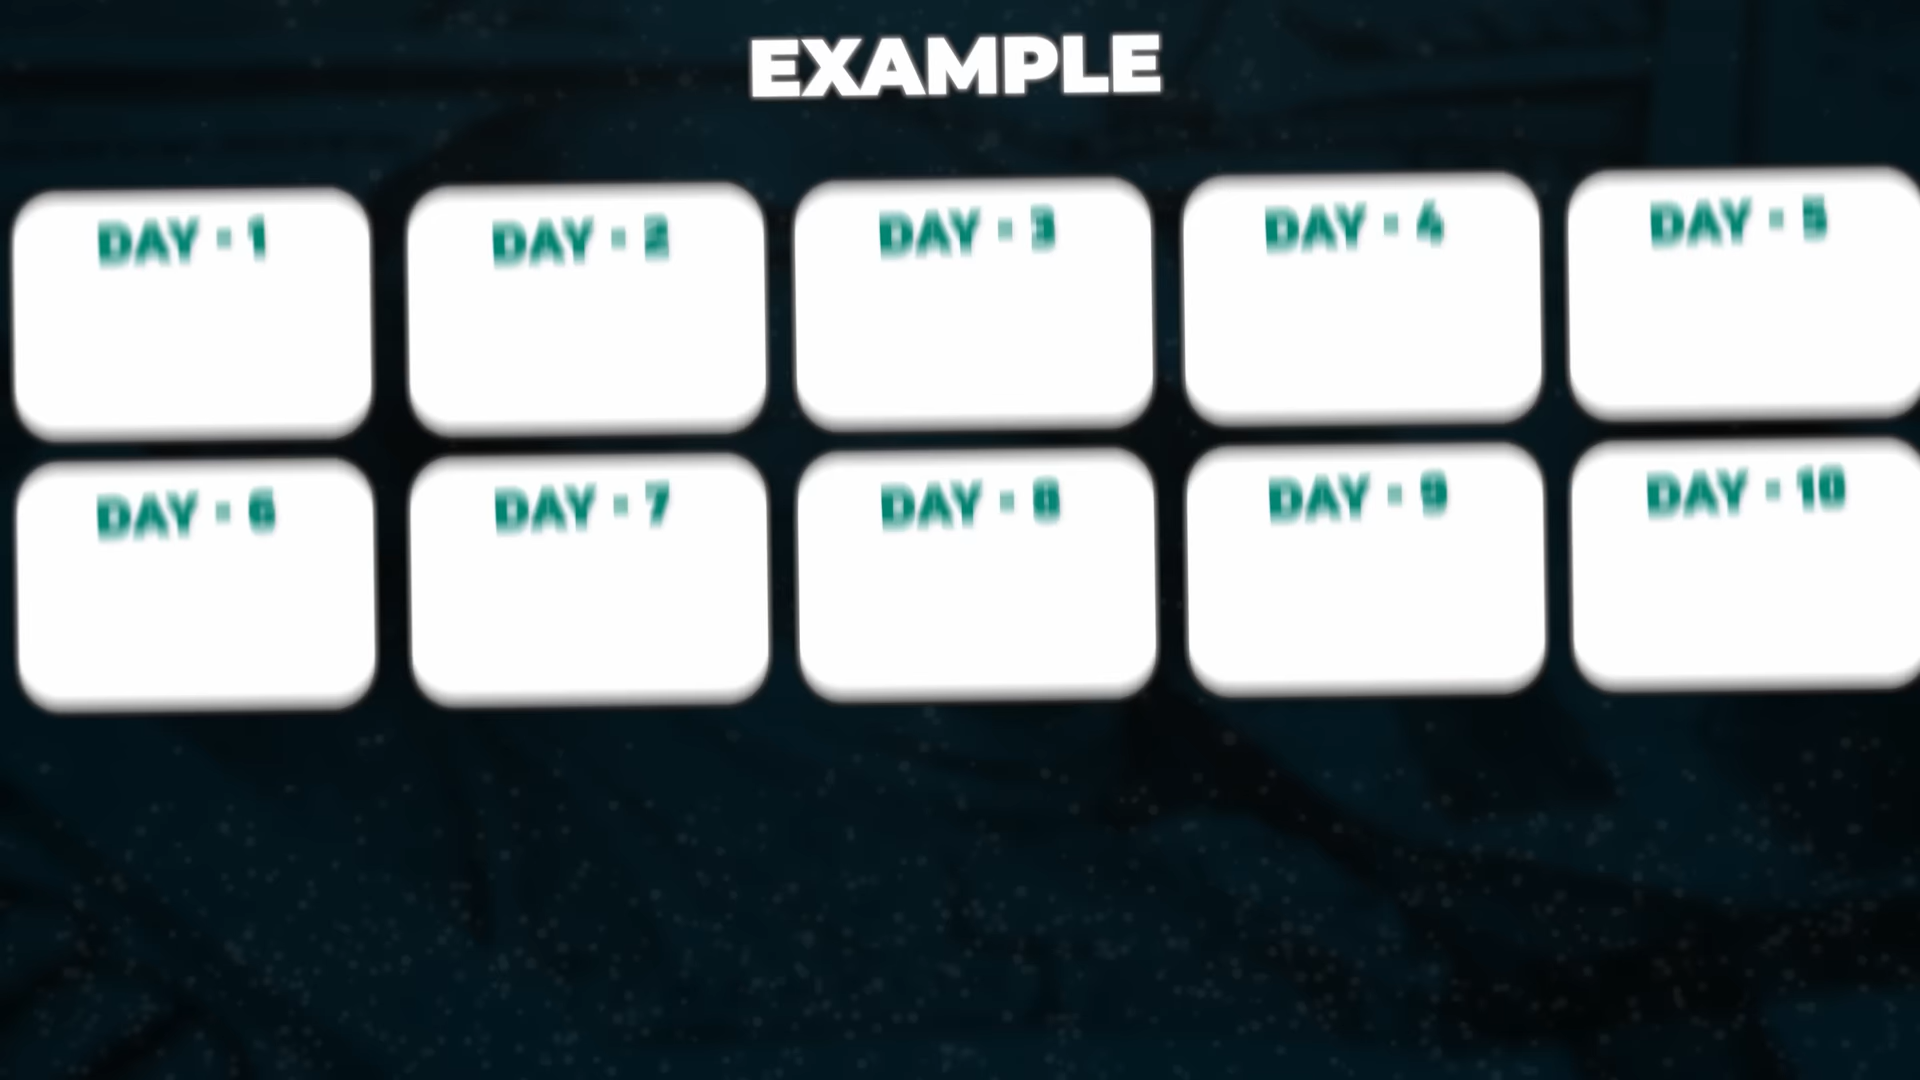 EXAMPLE
DAY - 1
DAY - 2
DAY - 3
DAY - 4
DAY - 5
DAY - 6
DAY - 7
DAY - 8
DAY - 9
DAY - 10